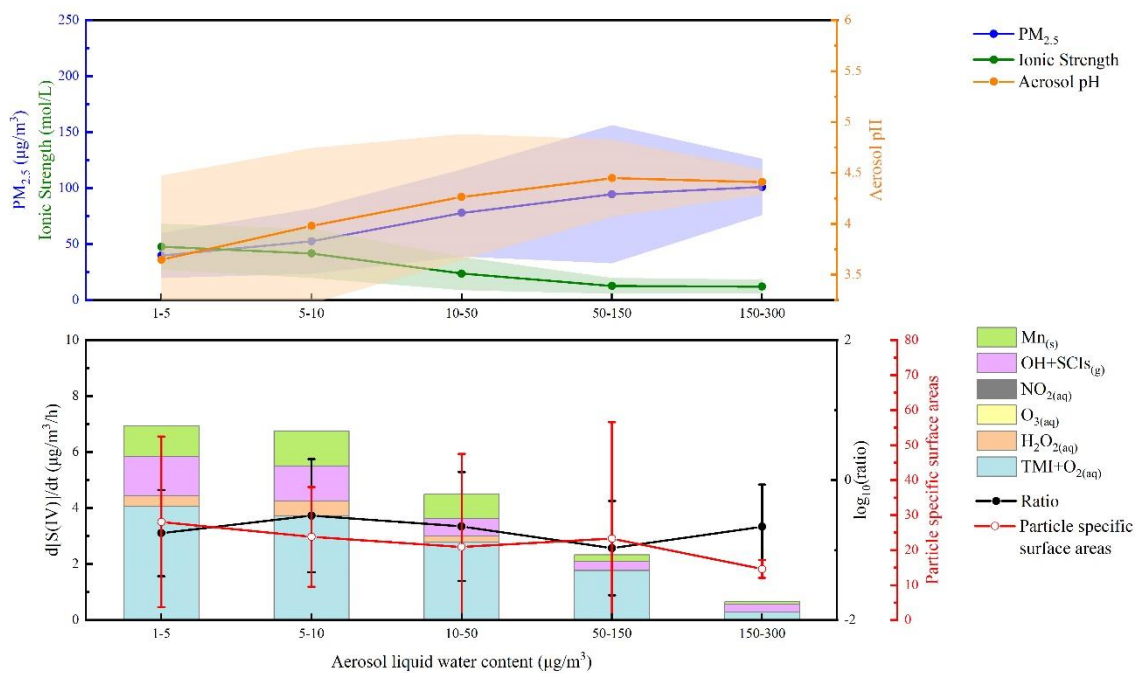 250
200
150
100
50
0
PM2.5 (μg/m3)
Ionic Strength (mol/L)
6
5.5
5
4.5
4
3.5
Aerosol pH
1-5
5-10
10-50
50-150
150-300
PM2.5
Ionic Strength
Aerosol pH
10
8
6
4
2
0
d[S(IV)]/dt (μg/m3/h)
2
0
-2
log10(ratio)
80
70
60
50
40
30
20
10
0
Particle specific surface areas
1-5
5-10
10-50
50-150
150-300
Aerosol liquid water content (μg/m3)
Mn(s)
OH+SCIs(g)
NO2(aq)
O3(aq)
H2O2(aq)
TMI+O2(aq)
Ratio
Particle specific
surface areas